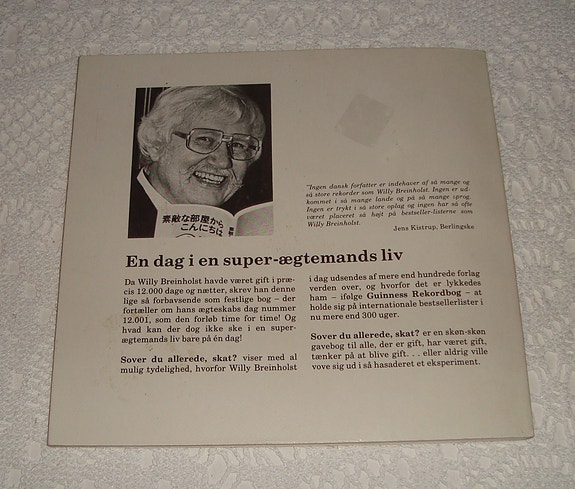 素敵な部屋から
こんにちは
"Ingen dansk forfatter er indehaver af så mange og
så store rekorder som Willy Breinholst. Ingen er ud-
kommet i så mange lande og på så mange sprog.
Ingen er trykt i så store oplag og ingen har så ofte
været placeret så højt på bestseller-listerne som
Willy Breinholst.
Jens Kistrup, Berlingske
En dag i en super-ægtemands liv
Da Willy Breinholst havde været gift i præ-
cis 12.000 dage og nætter, skrev han denne
lige så forbavsende som festlige bog – der
fortæller om hans ægteskabs dag nummer
12.001, som den forløb time for time! Og
hvad kan der dog ikke ske i en super-
ægtemands liv bare på én dag!
Sover du allerede, skat? viser med al
mulig tydelighed, hvorfor Willy Breinholst
i dag udsendes af mere end hundrede forlag
verden over, og hvorfor det er lykkedes
ham – ifølge Guinness Rekordbog – at
holde sig på internationale bestsellerlister i
nu mere end 300 uger.
Sover du allerede, skat? er en skøn-skøn
gavebog til alle, der er gift, har været gift,
tænker på at blive gift. . . eller aldrig ville
vove sig ud i så hasaderet et eksperiment.